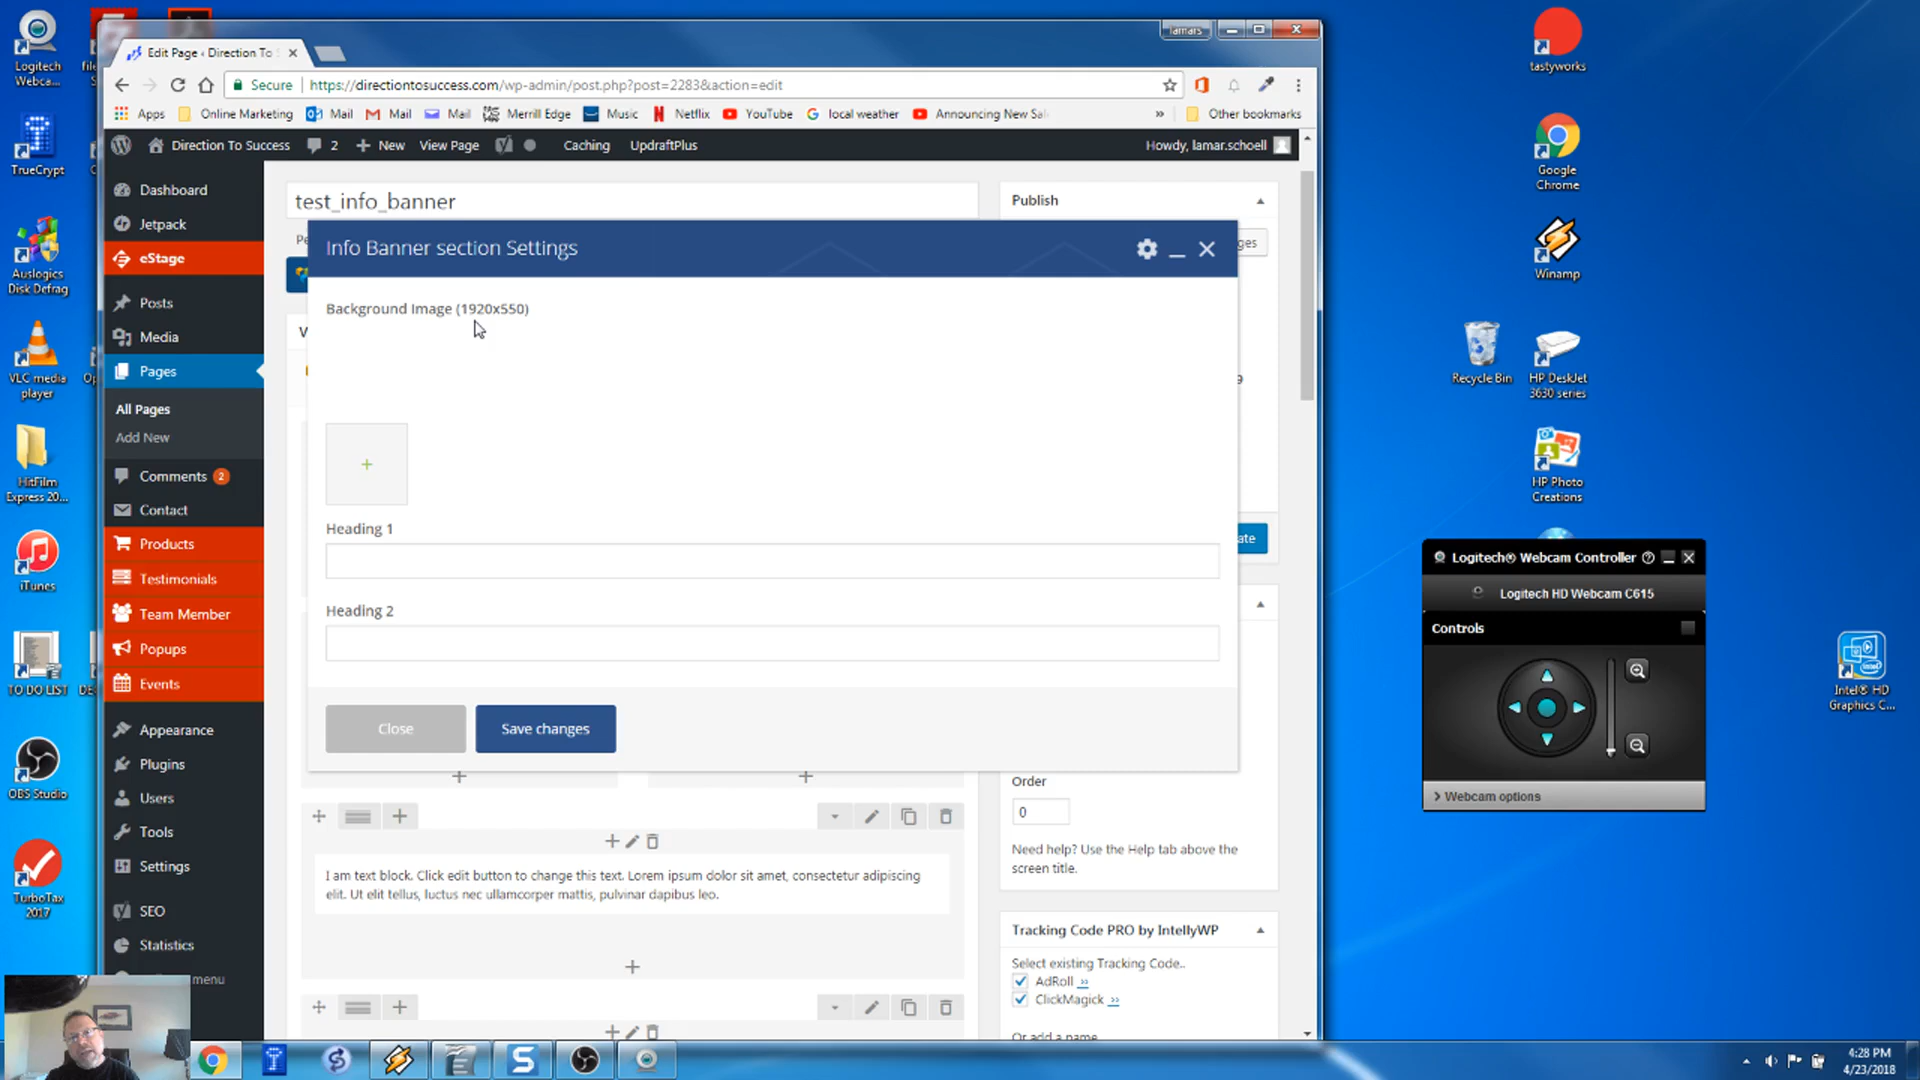 Logitech
Webca...
TrueCrypt
Auslogics
Disk Defrag
VLC media
player
HitFilm
Express 20...
iTunes
TO DO LIST
OBS Studio
TurboTax
2017
lamars
Edit Page ‹ Direction To
Secure
https://directiontosuccess.com/wp-admin/post.php?post=2283&action=edit
Apps
Online Marketing
Mail
Mail
Mail
Merrill Edge
Music
Netflix
YouTube
local weather
Announcing New Sal
»
Other bookmarks
Direction To Success
2
New
View Page
Caching
UpdraftPlus
Howdy, lamar.schoell
Dashboard
Jetpack
eStage
Posts
Media
Pages
All Pages
Add New
Comments 2
Contact
Products
Testimonials
Team Member
Popups
Events
Appearance
Plugins
Users
Tools
Settings
SEO
Statistics
menu
test_info_banner
Publish
Info Banner section Settings
Background Image (1920x550)
+
Heading 1
Heading 2
Close
Save changes
I am text block. Click edit button to change this text. Lorem ipsum dolor sit amet, consectetur adipiscing
elit. Ut elit tellus, luctus nec ullamcorper mattis, pulvinar dapibus leo.
Order
0
Need help? Use the Help tab above the
screen title.
Tracking Code PRO by IntellyWP
Select existing Tracking Code..
AdRoll »
ClickMagick »
Or add a name
tastyworks
Google
Chrome
Winamp
Recycle Bin
HP DeskJet
3630 series
HP Photo
Creations
Logitech® Webcam Controller
Logitech HD Webcam C615
Controls
Webcam options
Intel® HD
Graphics C...
4:28 PM
4/23/2018